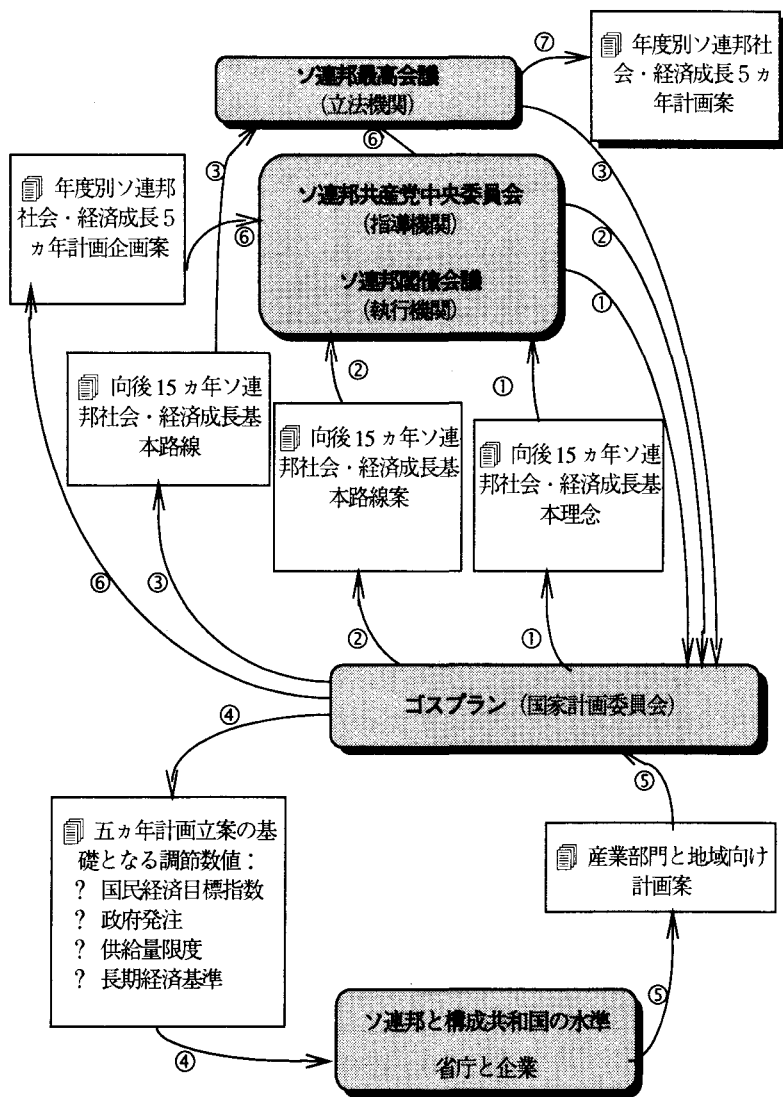 ⑦
年度別ソ連邦社
会・経済成長5ヵ
年計画案
ソ連邦最高会議
(立法機関)
③
⑥
③
年度別ソ連邦
社会・経済成長5
ヵ年計画企画案
⑥
ソ連邦共産党中央委員会
(指導機関)
ソ連邦閣僚会議
(執行機関)
②
①
向後15ヵ年ソ連
邦社会・経済成長基
本路線
②
向後15ヵ年ソ連
邦社会・経済成長基
本路線案
①
向後15ヵ年ソ連
邦社会・経済成長基
本理念
⑥
③
②
①
ゴスプラン (国家計画委員会)
④
⑤
五ヵ年計画立案の基
礎となる調節数値:
? 国民経済目標指数
? 政府発注
? 供給量限度
? 長期経済基準
産業部門と地域向け
計画案
④
⑤
ソ連邦と構成共和国の水準
省庁と企業